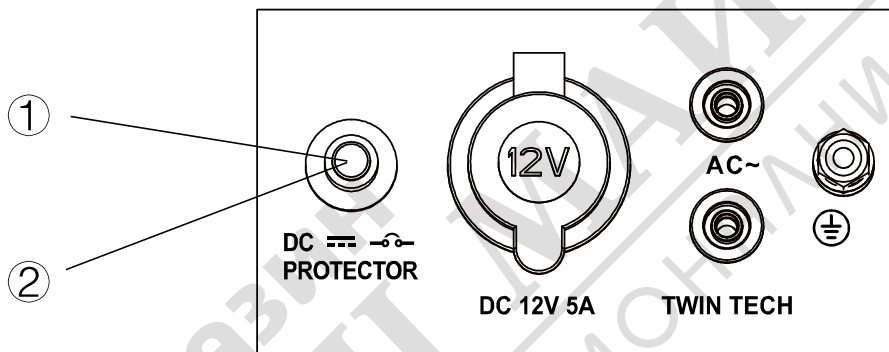 ①
12V
AC~
DC
PROTECTOR
②
DC 12V 5A
TWIN TECH